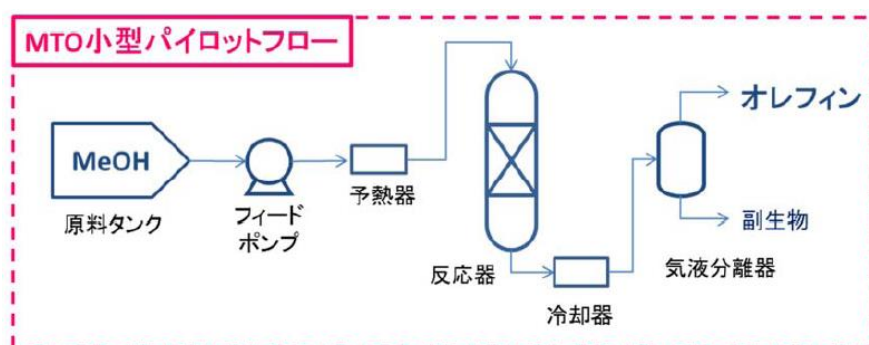 MTO小型パイロットフロー
MeOH
原料タンク
フィード
ポンプ
予熱器
反応器
冷却器
気液分離器
オレフィン
副生物